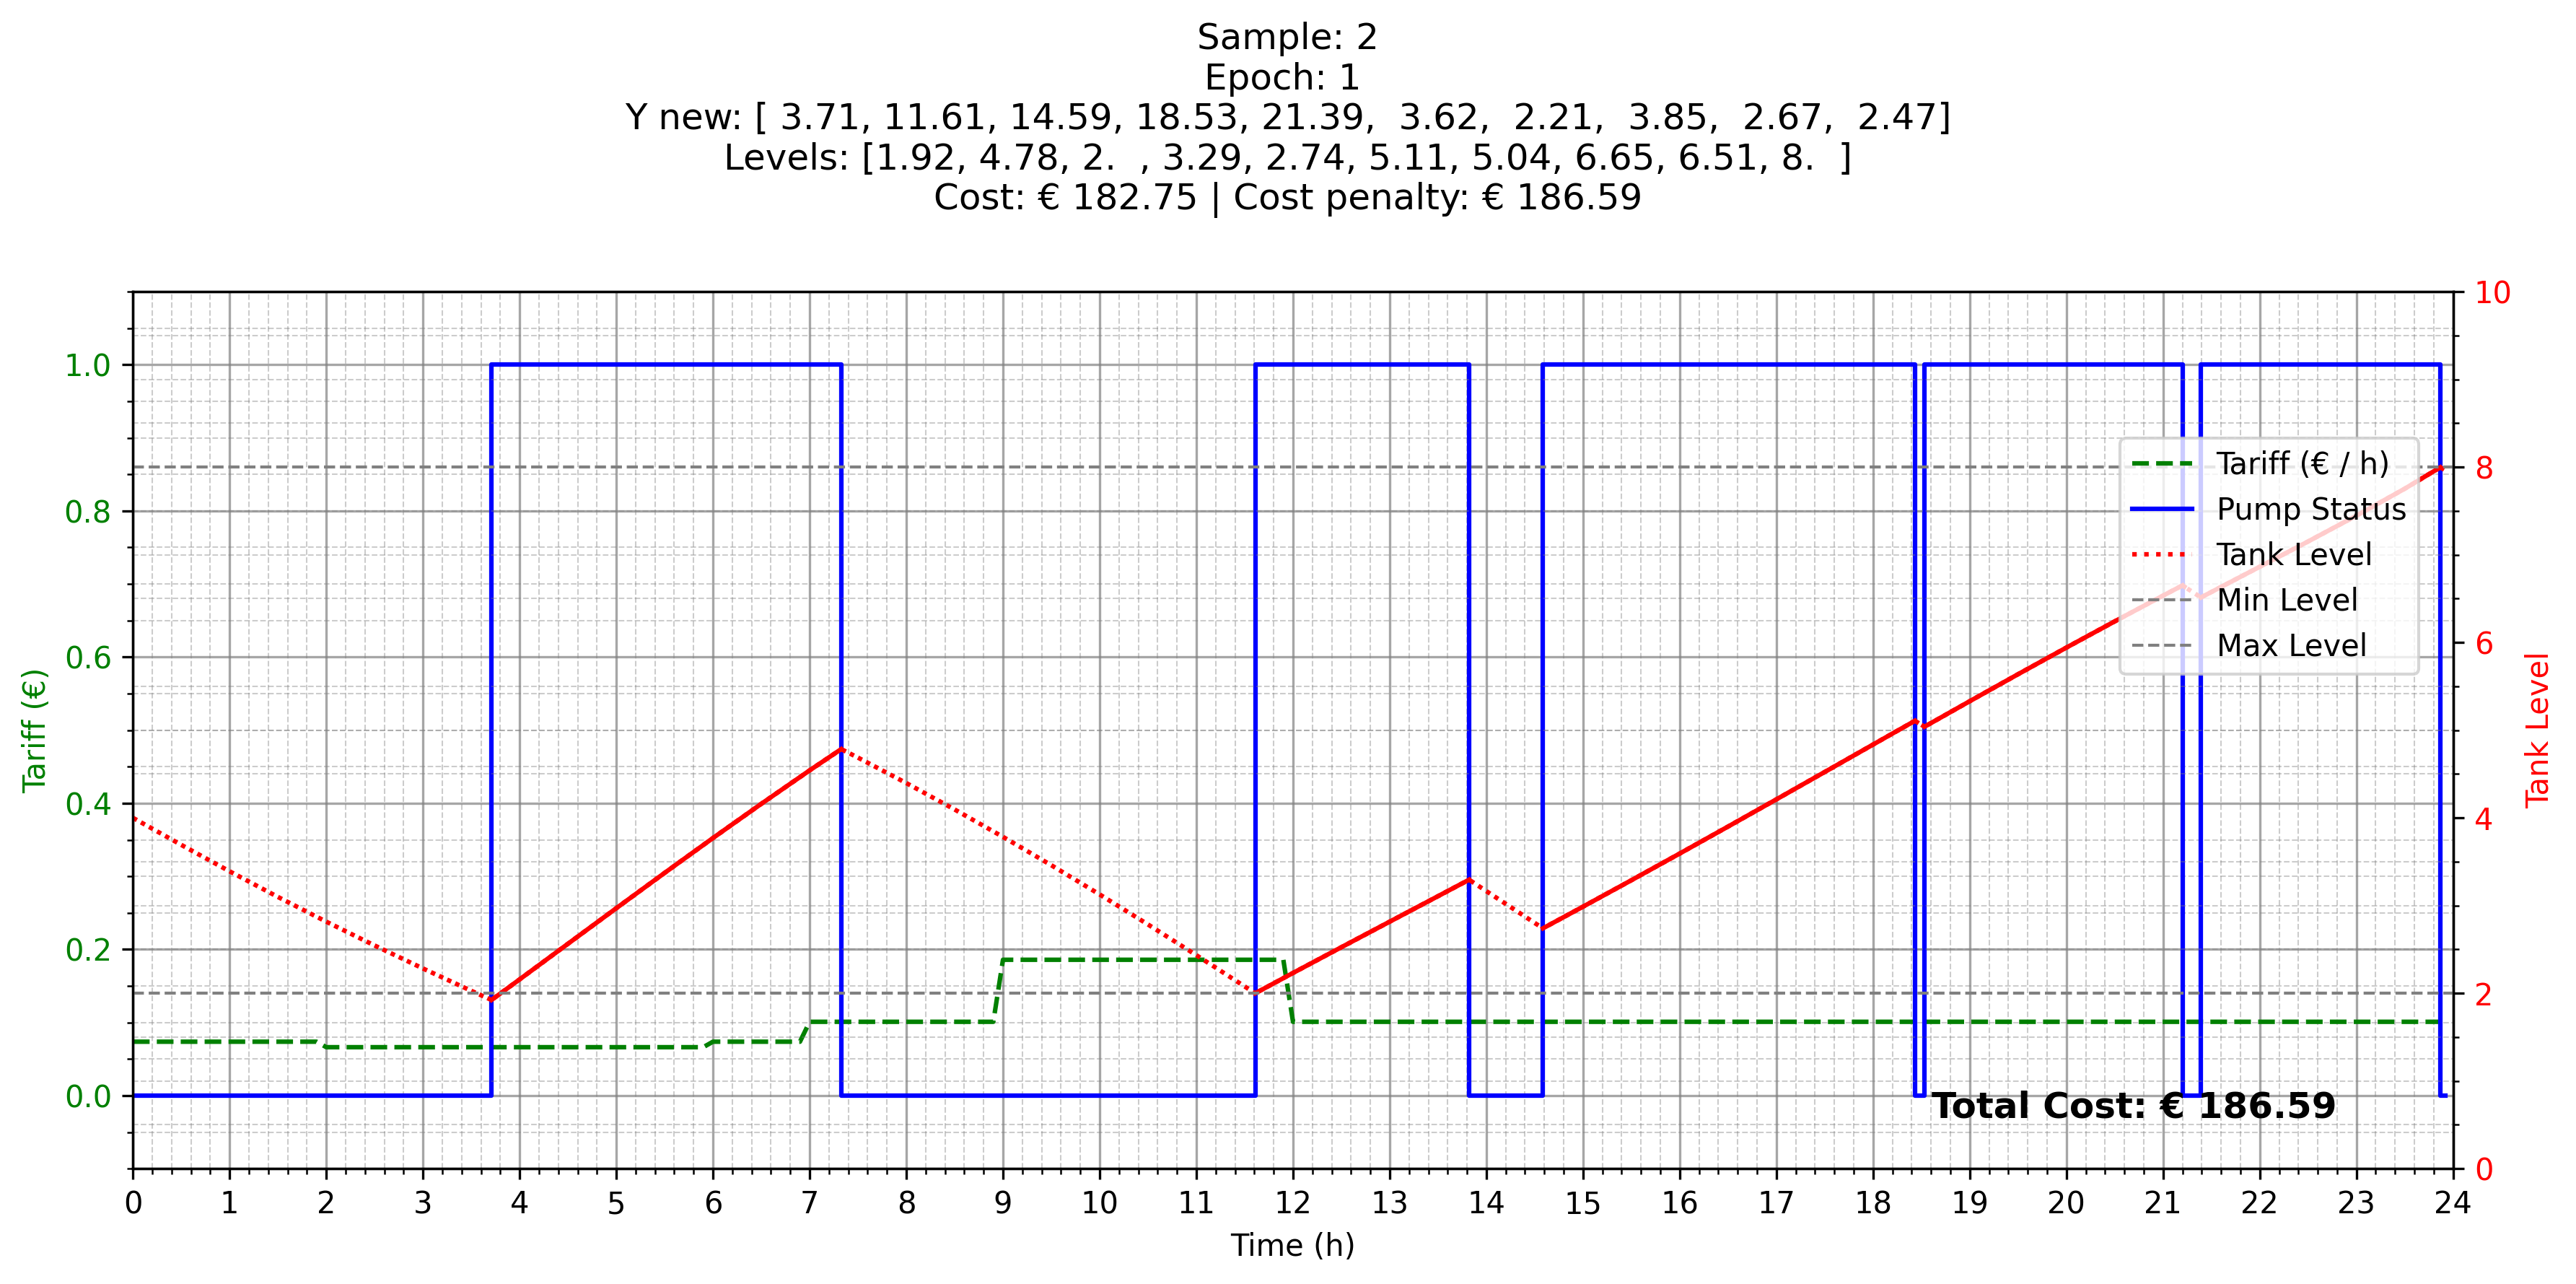 Sample: 2
Epoch: 1
Y new: [ 3.71, 11.61, 14.59, 18.53, 21.39,  3.62,  2.21,  3.85,  2.67,  2.47]
Levels: [1.92, 4.78, 2.  , 3.29, 2.74, 5.11, 5.04, 6.65, 6.51, 8.  ]
Cost: € 182.75 | Cost penalty: € 186.59
10
1.0
8
0.8
6
0.6
4
0.4
0.2
2
0.0
0
Tariff (€)
Tank Level
Tariff (€ / h)
Pump Status
Tank Level
Min Level
Max Level
Total Cost: € 186.59
0 1 2 3 4 5 6 7 8 9 10 11 12 13 14 15 16 17 18 19 20 21 22 23 24
Time (h)